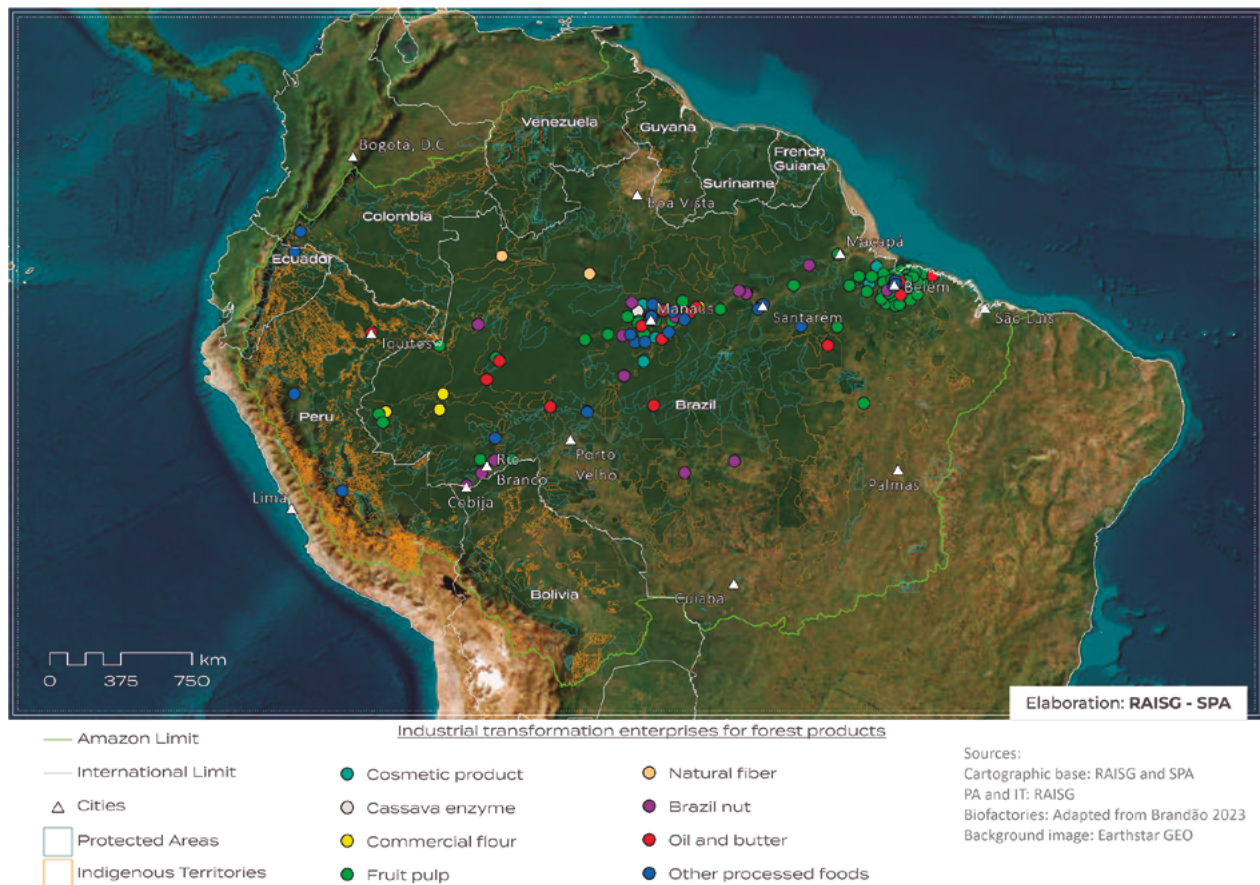 Venezuela
Guyana
French
Guiana
Suriname
Bogotá, D.C
Boa Vista
Colombia
Macapá
Ecuador
Belém
Manaus
Santarém
São Luís
Iquitos
Peru
Brazil
Porto
Velho
Rio
Branco
Palmas
Lima
Cobija
Bolivia
Cuiabá
km
0 375 750
Elaboration: RAISG - SPA
Industrial transformation enterprises for forest products
Amazon Limit
International Limit
Cities
Protected Areas
Indigenous Territories
Cosmetic product
Cassava enzyme
Commercial flour
Fruit pulp
Natural fiber
Brazil nut
Oil and butter
Other processed foods
Sources:
Cartographic base: RAISG and SPA
PA and IT: RAISG
Biofactories: Adapted from Brandão 2023
Background image: Earthstar GEO